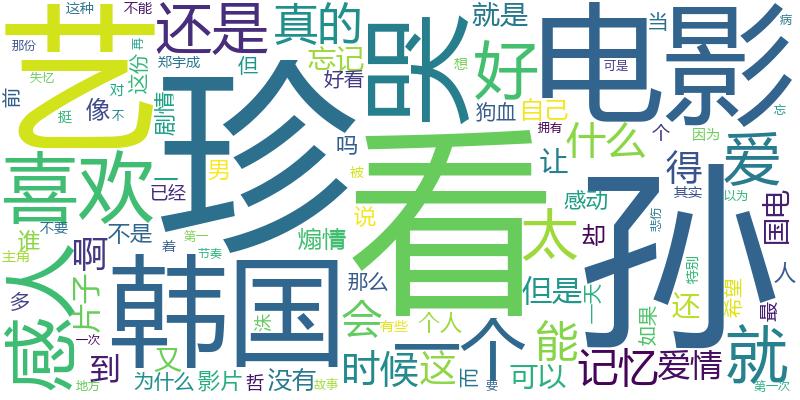 艺
还是
真的
哭
就是
当
电影
这种
不能
那份
再
郑宇成
但
忘记
好
想
可是
病
失忆
对
这份
好看
前
挺
不
像
剧情
狗血
自己
拥有
个
因为
忘
珍
看
孙
什么
爱
喜欢
一
男
吗
让
得
已经
被
感动
其实
以为
谁
不要
不是
第一
说
太
却
悲伤
国电
主角
着
节奏
煽情
啊
那么
但是
一天
特别
人
感人
多
片子
韩国
洙
会
有些
个人
还
希望
最
如果
一次
到
又
一个
能
就
地方
为什么
影片
哲
没有
故事
时候
这
而
要
可以
记忆
爱情
第一次